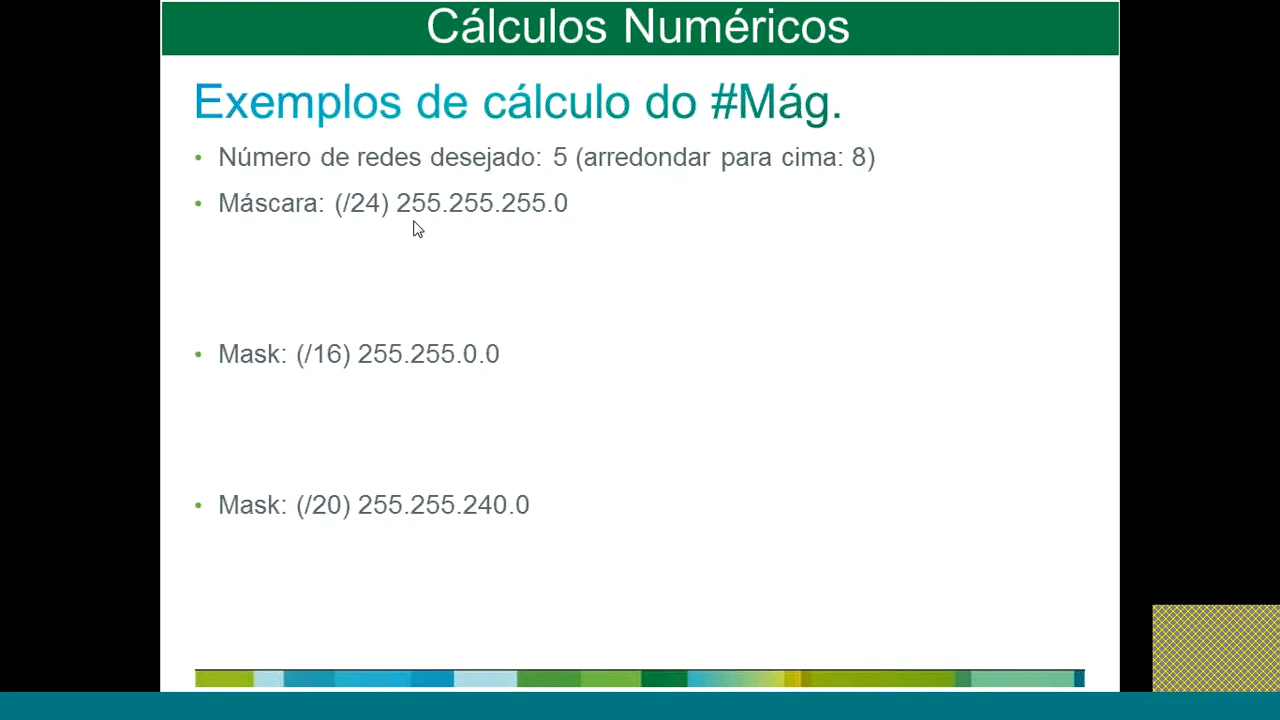 Cálculos Numéricos
Exemplos de cálculo do #Mág.
• Número de redes desejado: 5 (arredondar para cima: 8)
• Máscara: (/24) 255.255.255.0
• Mask: (/16) 255.255.0.0
• Mask: (/20) 255.255.240.0